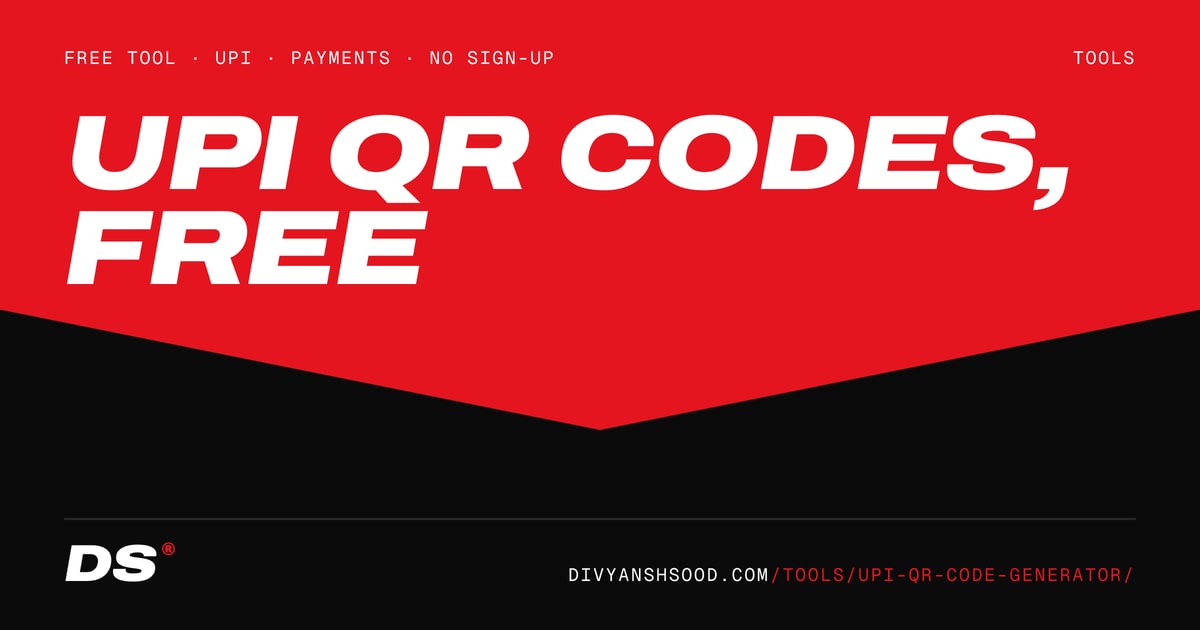 FREE TOOL · UPI · PAYMENTS · NO SIGN-UP
TOOLS
UPI QR CODES,
FREE
DS®
DIVYANSHSOOD.COM/TOOLS/UPI-QR-CODE-GENERATOR/